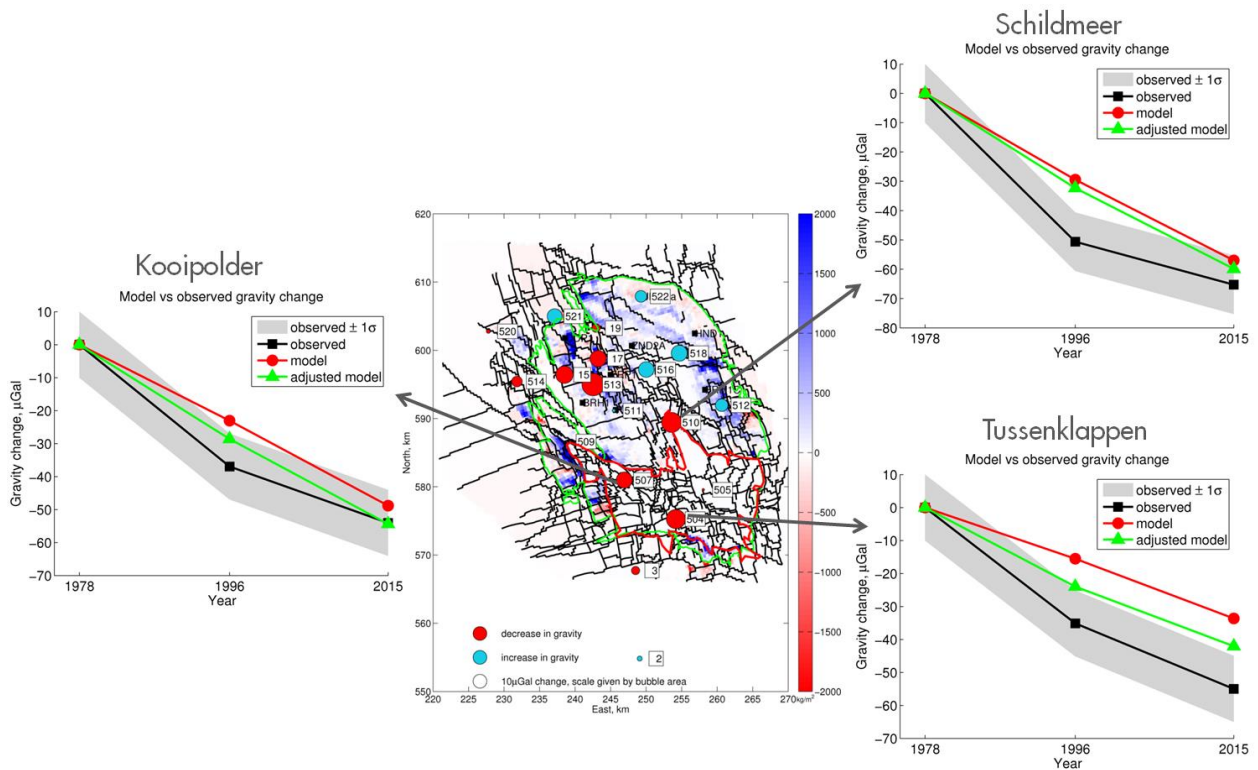 Schildmeer
Model vs observed gravity change
observed ± 1σ
observed
model
adjusted model
10
0
−10
−20
−30
−40
−50
−60
−70
−80
Gravity change, μGal
1978
1996
2015
Year
Kooipolder
Model vs observed gravity change
observed ± 1σ
observed
model
adjusted model
10
0
−10
−20
−30
−40
−50
−60
−70
Gravity change, μGal
1978
1996
2015
Year
620
610
600
590
580
570
560
550
North, km
522
521
520
19
HND
ZND2A
518
17
516
15
513
514
511
BRH1
512
510
509
507
505
504
3
2
decrease in gravity
increase in gravity
10μGal change, scale given by bubble area
220
225
230
235
240
245
250
255
260
265
270
East, km
2000
1500
1000
500
0
−500
−1000
−1500
−2000
kg/m²
Tussenklappen
Model vs observed gravity change
observed ± 1σ
observed
model
adjusted model
10
0
−10
−20
−30
−40
−50
−60
−70
Gravity change, μGal
1978
1996
2015
Year